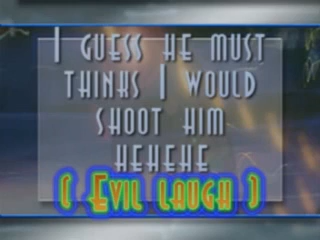 I guess he must
thinks I would
shoot him
hehehe
( Evil laugh )